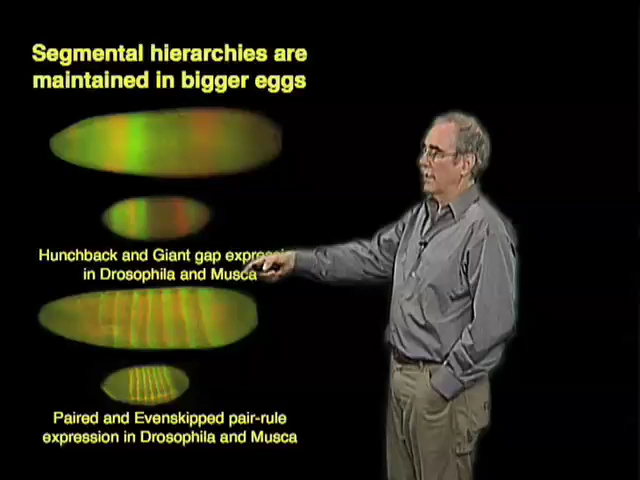 Segmental hierarchies are
maintained in bigger eggs
Hunchback and Giant gap
in Drosophila and Musca
Paired and Evenskipped pair-rule
expression in Drosophila and Musca